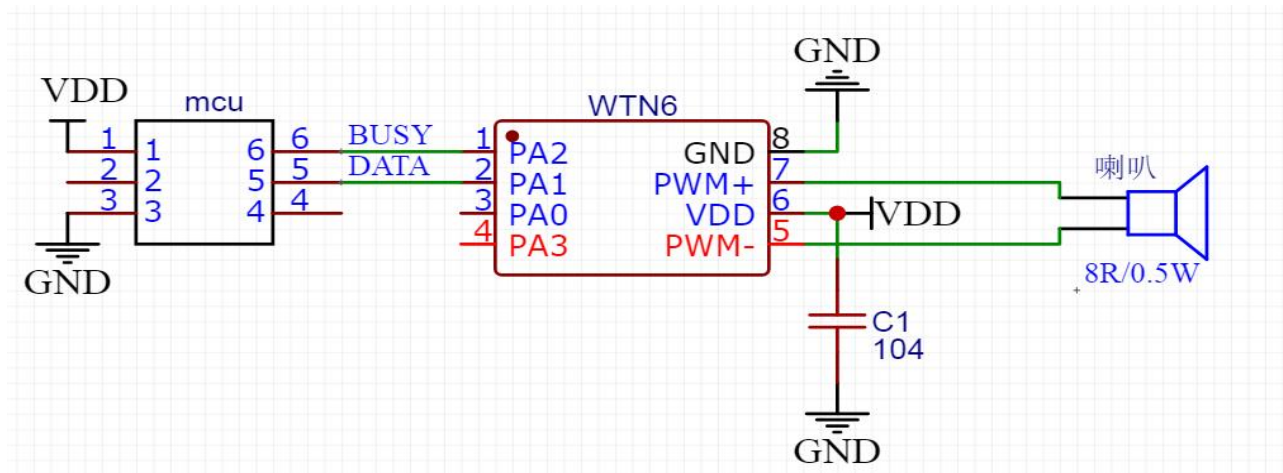 GND
VDD
mcu
WTN6
1 1 6 6 BUSY 1 PA2 GND 8
2 2 5 5 DATA 2 PA1 PWM+ 7 喇叭
3 3 4 4 3 PA0 VDD 6 VDD
4 PA3 PWM- 5
GND
8R/0.5W
C1
104
GND